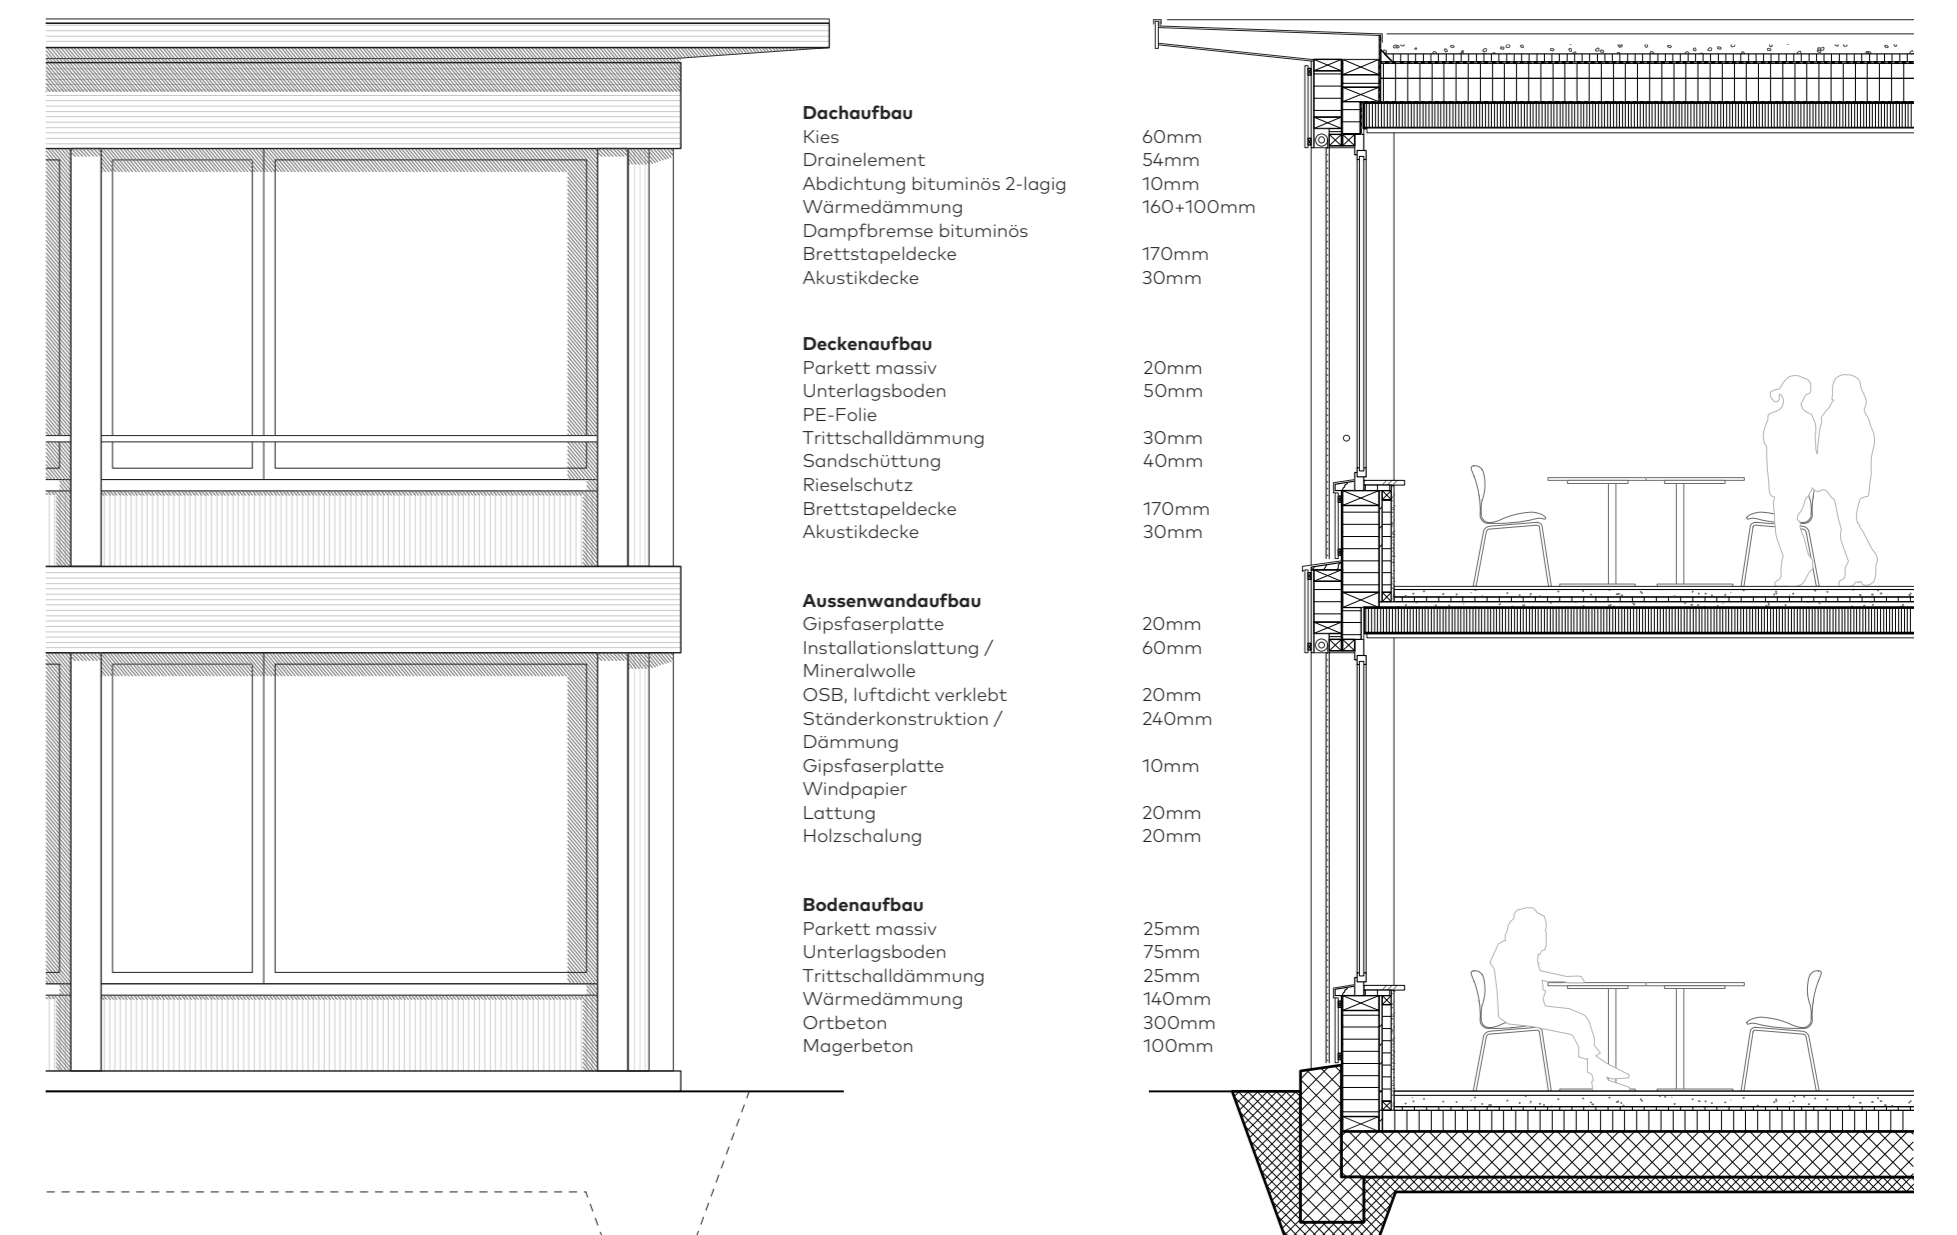 Dachaufbau
Kies 60mm
Drainelement 54mm
Abdichtung bituminös 2-lagig 10mm
Wärmedämmung 160+100mm
Dampfbremse bituminös
Brettstapeldecke 170mm
Akustikdecke 30mm
Deckenaufbau
Parkett massiv 20mm
Unterlagsboden 50mm
PE-Folie
Trittschalldämmung 30mm
Sandschüttung 40mm
Rieselschutz
Brettstapeldecke 170mm
Akustikdecke 30mm
Aussenwandaufbau
Gipsfaserplatte 20mm
Installationslattung / 60mm
Mineralwolle
OSB, luftdicht verklebt 20mm
Ständerkonstruktion / 240mm
Dämmung
Gipsfaserplatte 10mm
Windpapier
Lattung 20mm
Holzschalung 20mm
Bodenaufbau
Parkett massiv 25mm
Unterlagsboden 75mm
Trittschalldämmung 25mm
Wärmedämmung 140mm
Ortbeton 300mm
Magerbeton 100mm